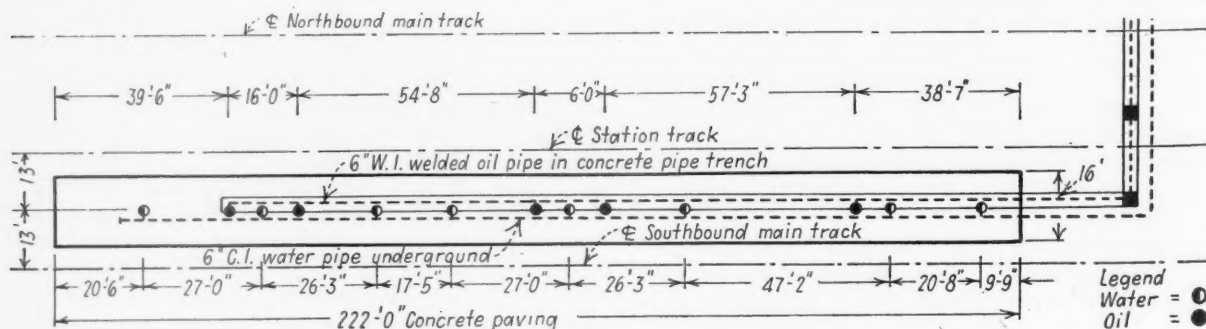 ℄ Northbound main track
39'-6" 16'-0" 54'-8" 6'-0" 57'-3" 38'-7"
℄ Station track
6" W.I. welded oil pipe in concrete pipe trench
13'
16'
13'
℄ Southbound main track
6" C.I. water pipe underground
20'-6" 27'-0" 26'-3" 17'-5" 27'-0" 26'-3" 47'-2" 20'-8" 9'-9"
222'-0" Concrete paving
Legend
Water =
Oil =